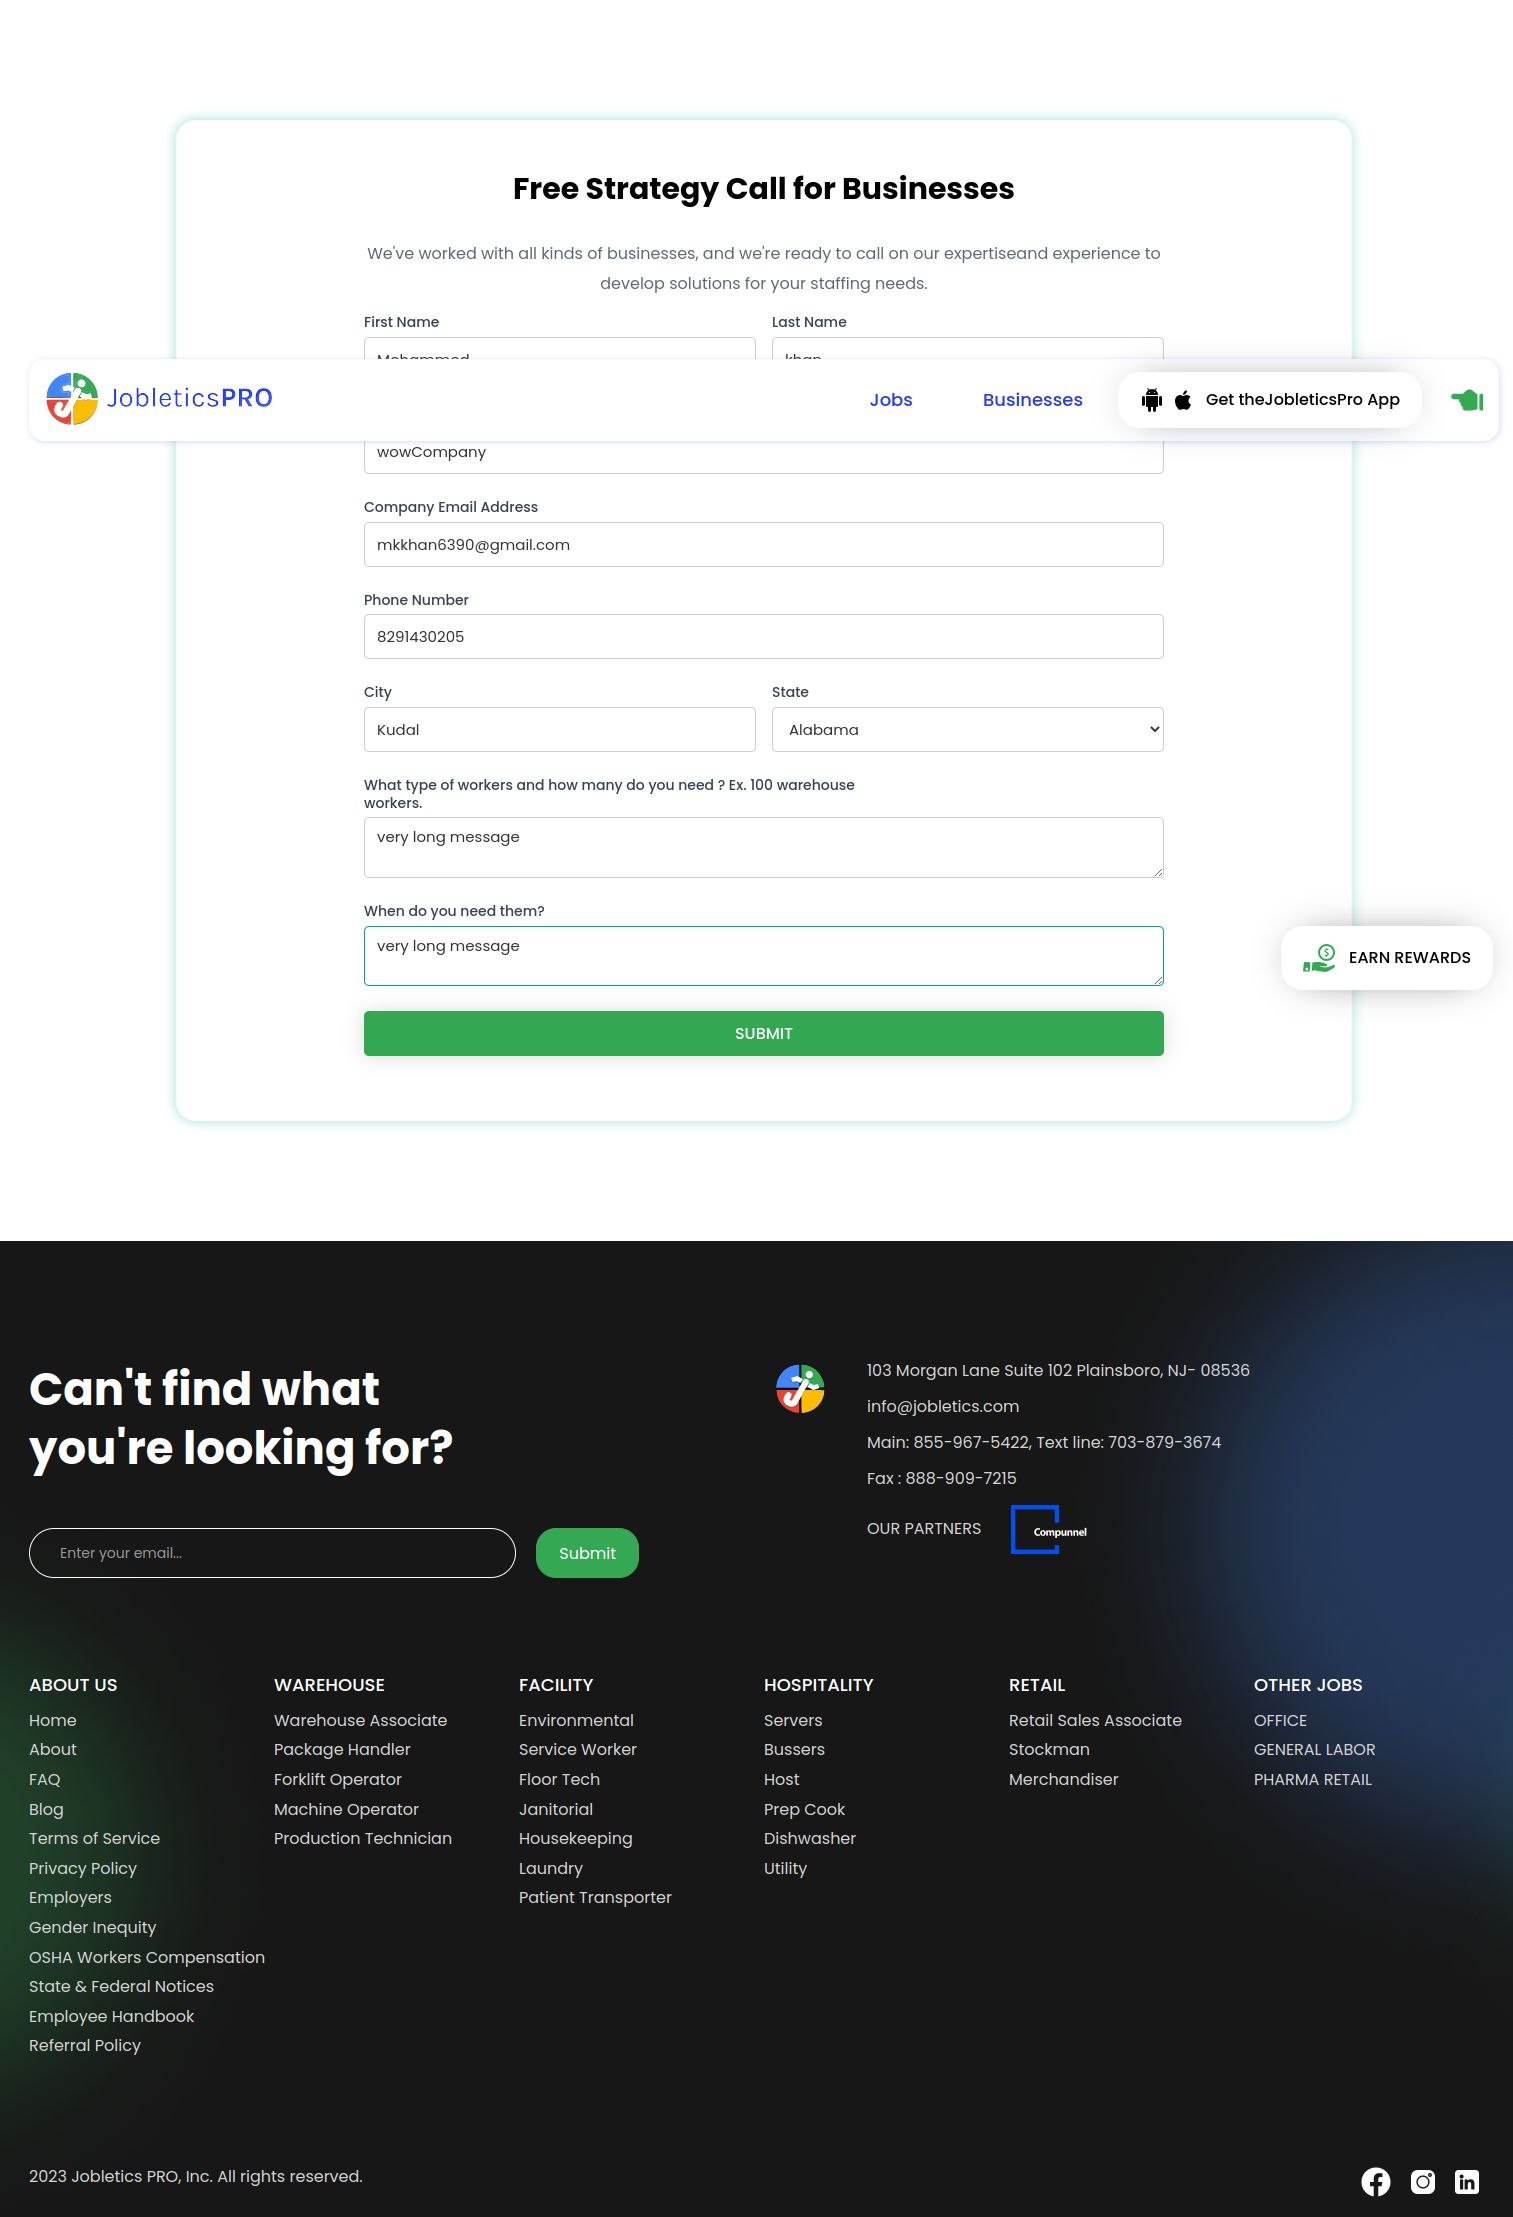 Free Strategy Call for Businesses
We've worked with all kinds of businesses, and we're ready to call on our expertiseand experience to
develop solutions for your staffing needs.
First Name
Last Name
Mohammed
khan
JobleticsPRO
Jobs
Businesses
Get theJobleticsPro App
wowCompany
Company Email Address
mkkhan6390@gmail.com
Phone Number
8291430205
City
State
Kudal
Alabama
What type of workers and how many do you need ? Ex. 100 warehouse
workers.
very long message
When do you need them?
very long message
EARN REWARDS
SUBMIT
Can't find what
you're looking for?
Enter your email...
Submit
103 Morgan Lane Suite 102 Plainsboro, NJ- 08536
info@jobletics.com
Main: 855-967-5422, Text line: 703-879-3674
Fax : 888-909-7215
OUR PARTNERS
Compunnel
ABOUT US
Home
About
FAQ
Blog
Terms of Service
Privacy Policy
Employers
Gender Inequity
OSHA Workers Compensation
State & Federal Notices
Employee Handbook
Referral Policy
WAREHOUSE
Warehouse Associate
Package Handler
Forklift Operator
Machine Operator
Production Technician
FACILITY
Environmental
Service Worker
Floor Tech
Janitorial
Housekeeping
Laundry
Patient Transporter
HOSPITALITY
Servers
Bussers
Host
Prep Cook
Dishwasher
Utility
RETAIL
Retail Sales Associate
Stockman
Merchandiser
OTHER JOBS
OFFICE
GENERAL LABOR
PHARMA RETAIL
2023 Jobletics PRO, Inc. All rights reserved.